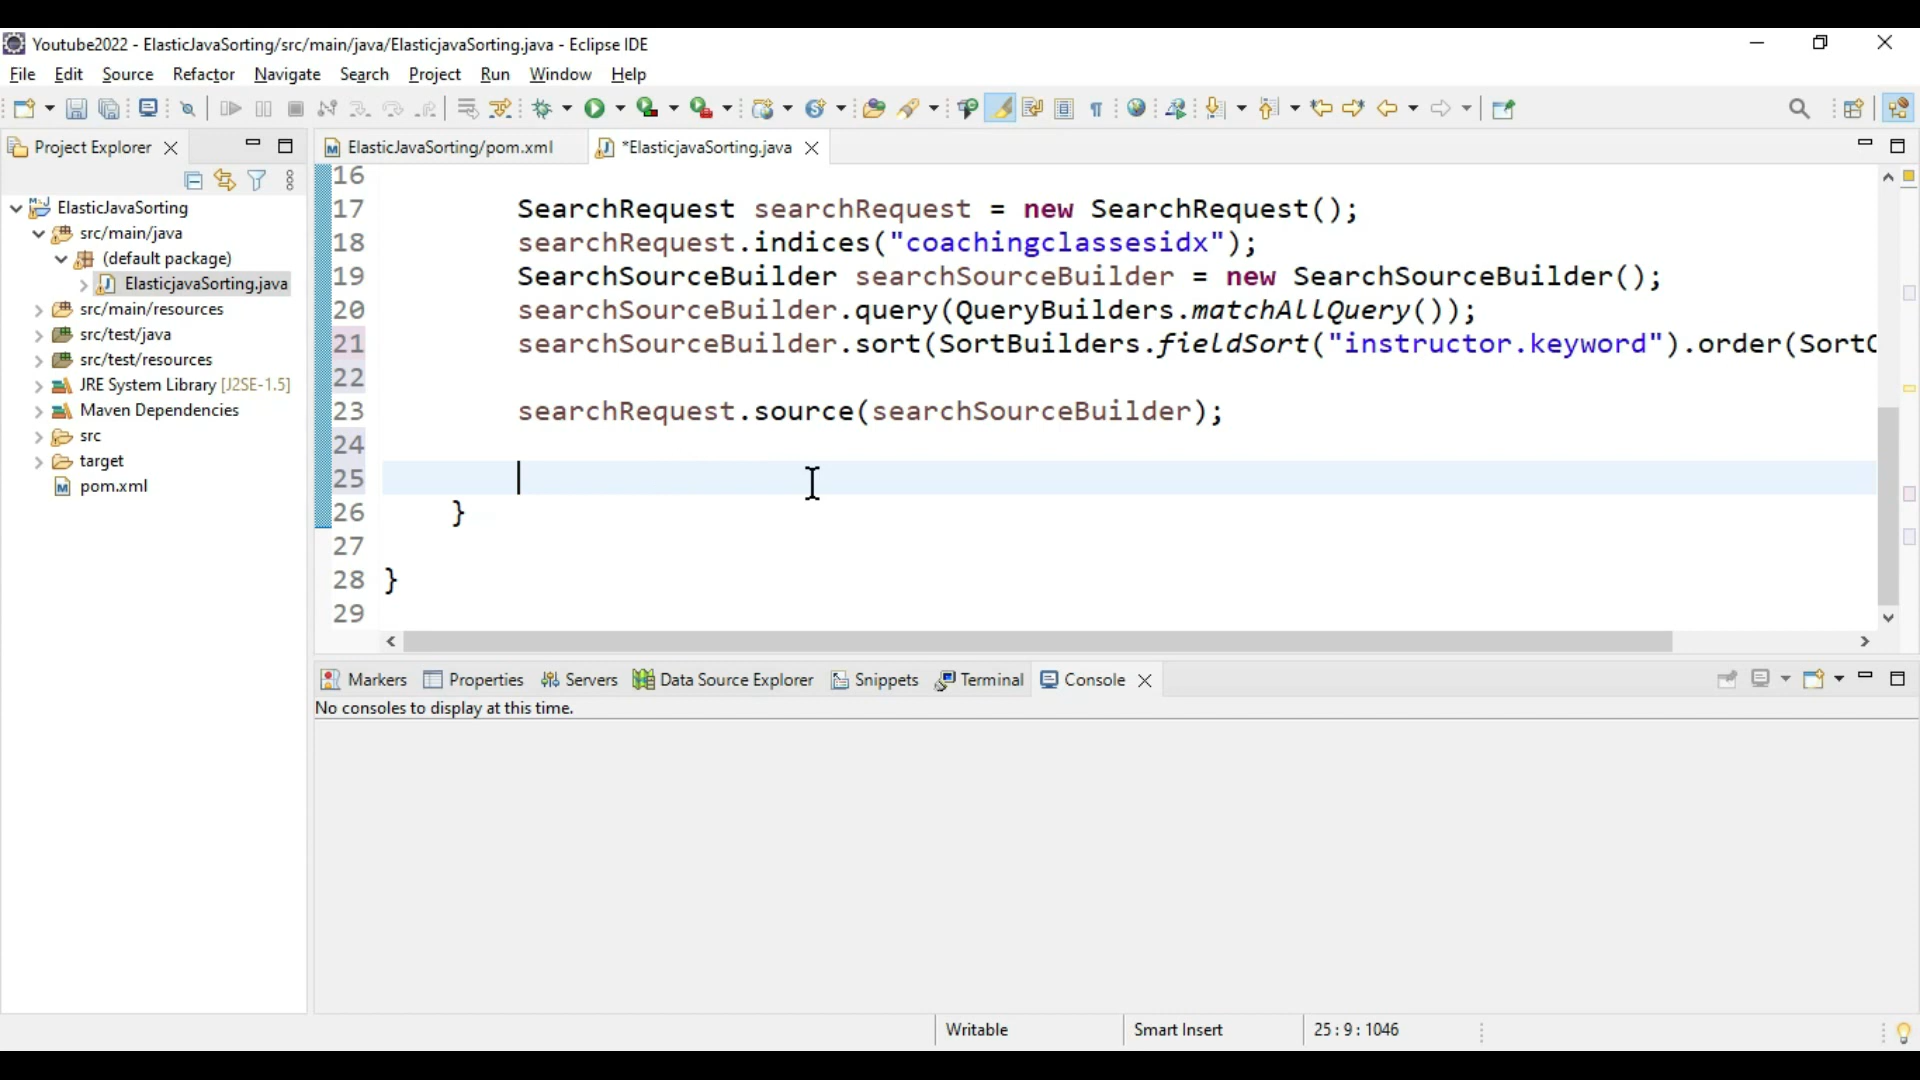 Youtube2022 - ElasticJavaSorting/src/main/java/ElasticjavaSorting.java - Eclipse IDE
File Edit Source Refactor Navigate Search Project Run Window Help
Project Explorer
ElasticJavaSorting/pom.xml
*ElasticjavaSorting.java
ElasticJavaSorting
src/main/java
(default package)
ElasticjavaSorting.java
src/main/resources
src/test/java
src/test/resources
JRE System Library [J2SE-1.5]
Maven Dependencies
src
target
pom.xml
16
17 SearchRequest searchRequest = new SearchRequest();
18 searchRequest.indices("coachingclassesidx");
19 SearchSourceBuilder searchSourceBuilder = new SearchSourceBuilder();
20 searchSourceBuilder.query(QueryBuilders.matchAllQuery());
21 searchSourceBuilder.sort(SortBuilders.fieldSort("instructor.keyword").order(SortO
22
23 searchRequest.source(searchSourceBuilder);
24
25
26 }
27
28 }
29
Markers Properties Servers Data Source Explorer Snippets Terminal Console
No consoles to display at this time.
Writable Smart Insert 25 : 9 : 1046